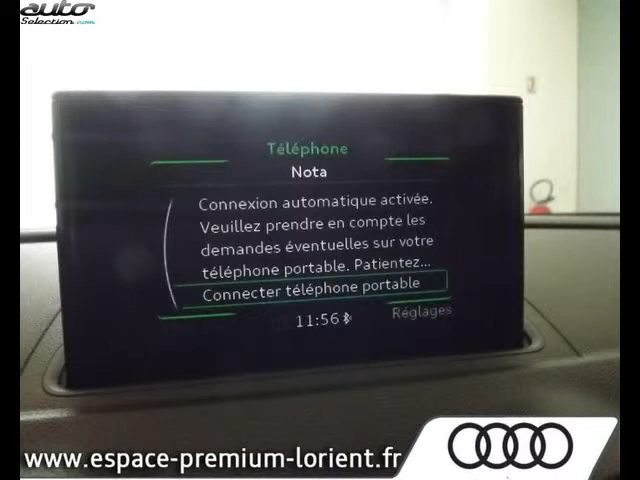 auto
Selection.com
Téléphone
Nota
Connexion automatique activée.
Veuillez prendre en compte les
demandes éventuelles sur votre
téléphone portable. Patientez...
Connecter téléphone portable
11:56
Réglages
www.espace-premium-lorient.fr